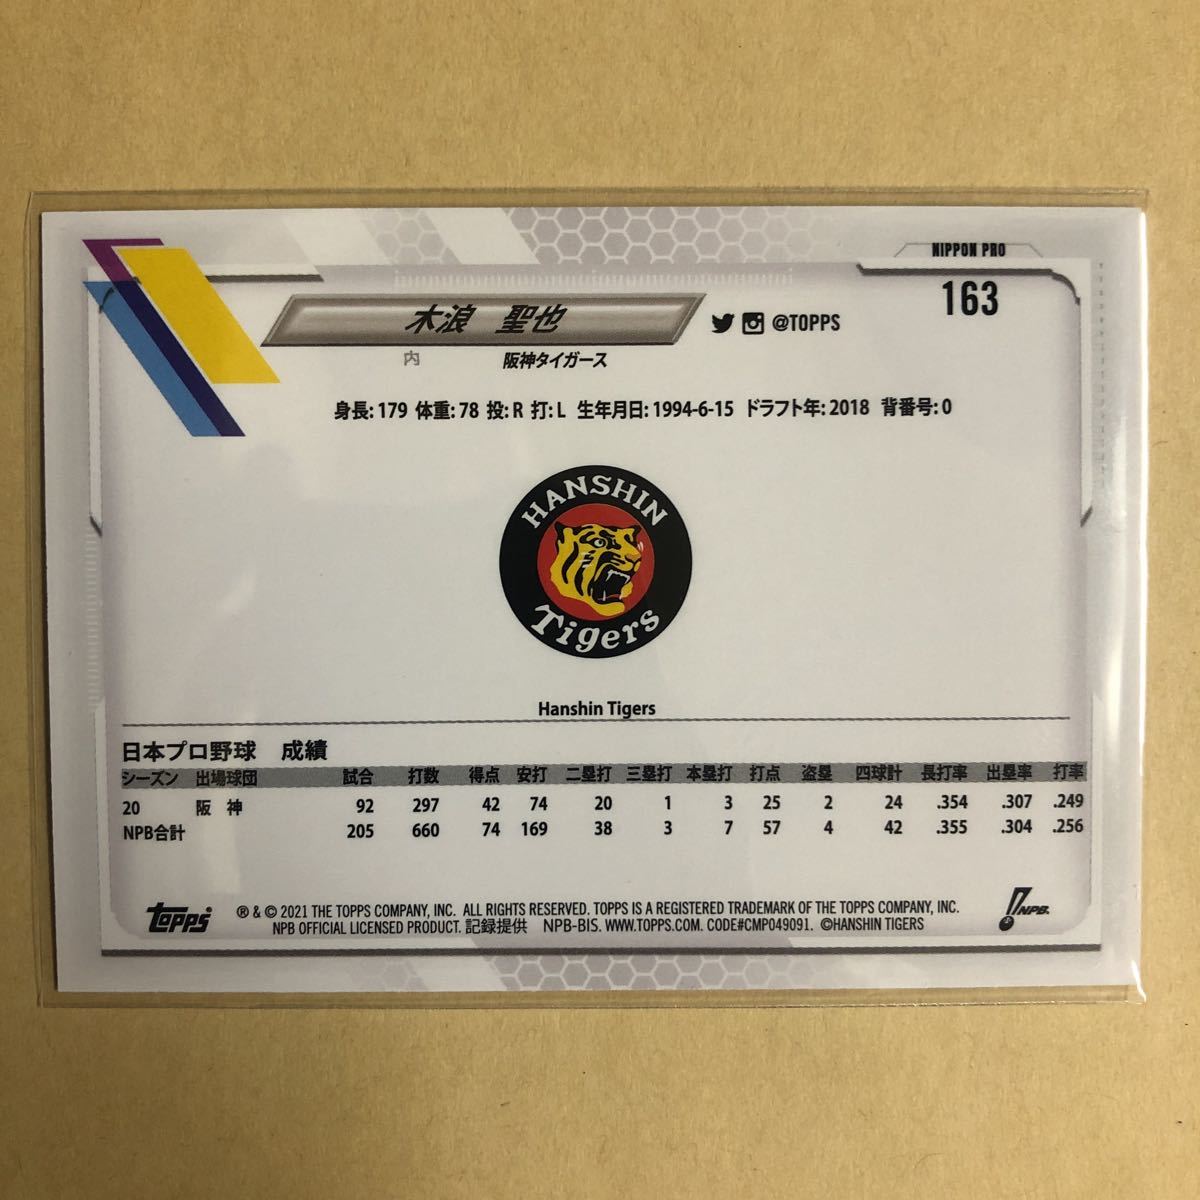 NIPPON PRO
163
木浪 聖也
@TOPPS
内 阪神タイガース
身長: 179 体重: 78 投: R 打: L 生年月日: 1994-6-15 ドラフト年: 2018 背番号: 0
HANSHIN
Tigers
Hanshin Tigers
日本プロ野球 成績
シーズン 出場球団 試合 打数 得点 安打 二塁打 三塁打 本塁打 打点 盗塁 四球計 長打率 出塁率 打率
20 阪 神 92 297 42 74 20 1 3 25 2 24 .354 .307 .249
NPB合計 205 660 74 169 38 3 7 57 4 42 .355 .304 .256
topps
® & © 2021 THE TOPPS COMPANY, INC. ALL RIGHTS RESERVED. TOPPS IS A REGISTERED TRADEMARK OF THE TOPPS COMPANY, INC.
NPB OFFICIAL LICENSED PRODUCT. 記録提供 NPB-BIS. WWW.TOPPS.COM. CODE#CMP049091. ©HANSHIN TIGERS
NPB.